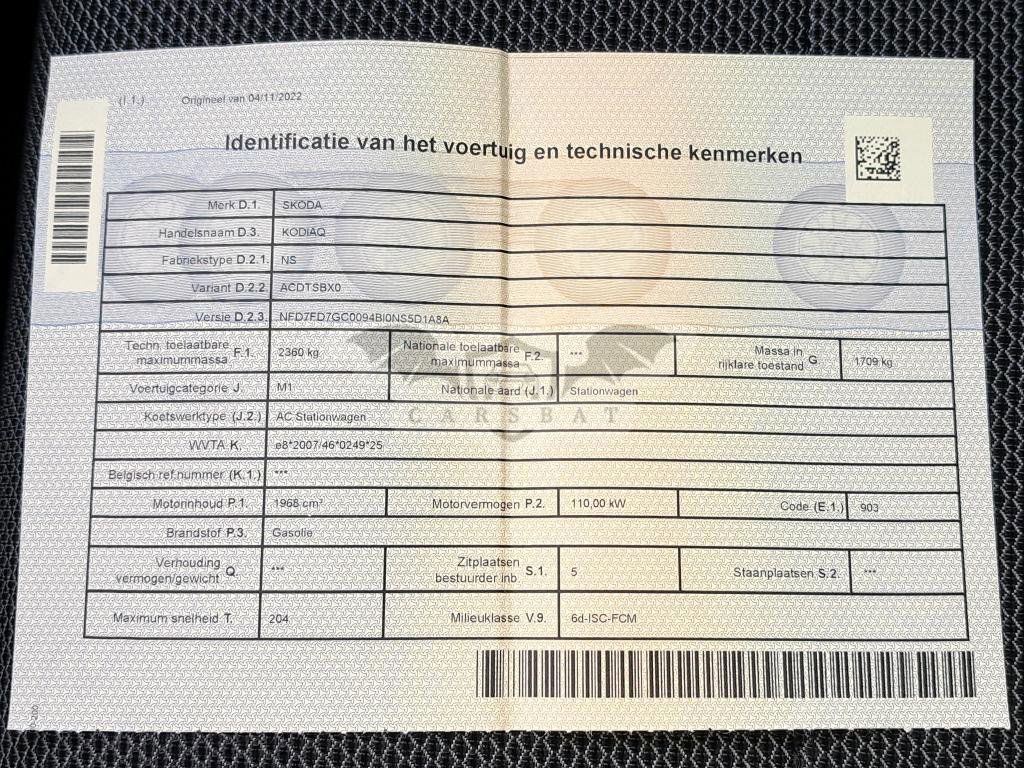 (I.1.) Origineel van 04/11/2022
Identificatie van het voertuig en technische kenmerken
Merk D.1. SKODA
Handelsnaam D.3. KODIAQ
Fabriekstype D.2.1. NS
Variant D.2.2. ACDTSBX0
Versie D.2.3. NFD7FD7GC0094BI0NS5D1A8A
Techn. toelaatbare maximummassa F.1. 2360 kg Nationale toelaatbare maximummassa F.2. *** Massa in rijklare toestand G 1709 kg
Voertuigcategorie J. M1 Nationale aard (J.1.) Stationwagen
Koetswerktype (J.2.) AC Stationwagen
CARSBAT
WVTA K. e8*2007/46*0249*25
Belgisch ref.nummer (K.1.) ***
Motorinhoud P.1. 1968 cm³ Motorvermogen P.2. 110,00 kW Code (E.1.) 903
Brandstof P.3. Gasolie
Verhouding vermogen/gewicht Q. *** Zitplaatsen bestuurder inb S.1. 5 Staanplaatsen S.2. ***
Maximum snelheid T. 204 Milieuklasse V.9. 6d-ISC-FCM